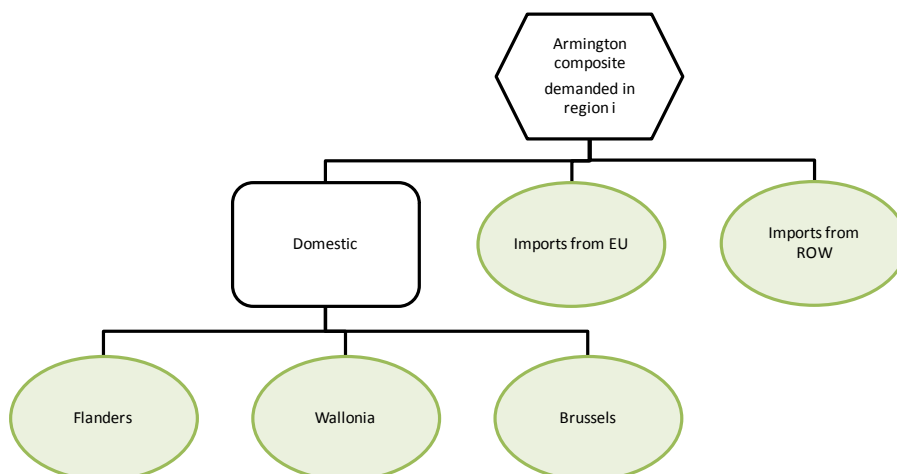 Armington
composite
demanded in
region i
Domestic
Imports from EU
Imports from
ROW
Flanders
Wallonia
Brussels